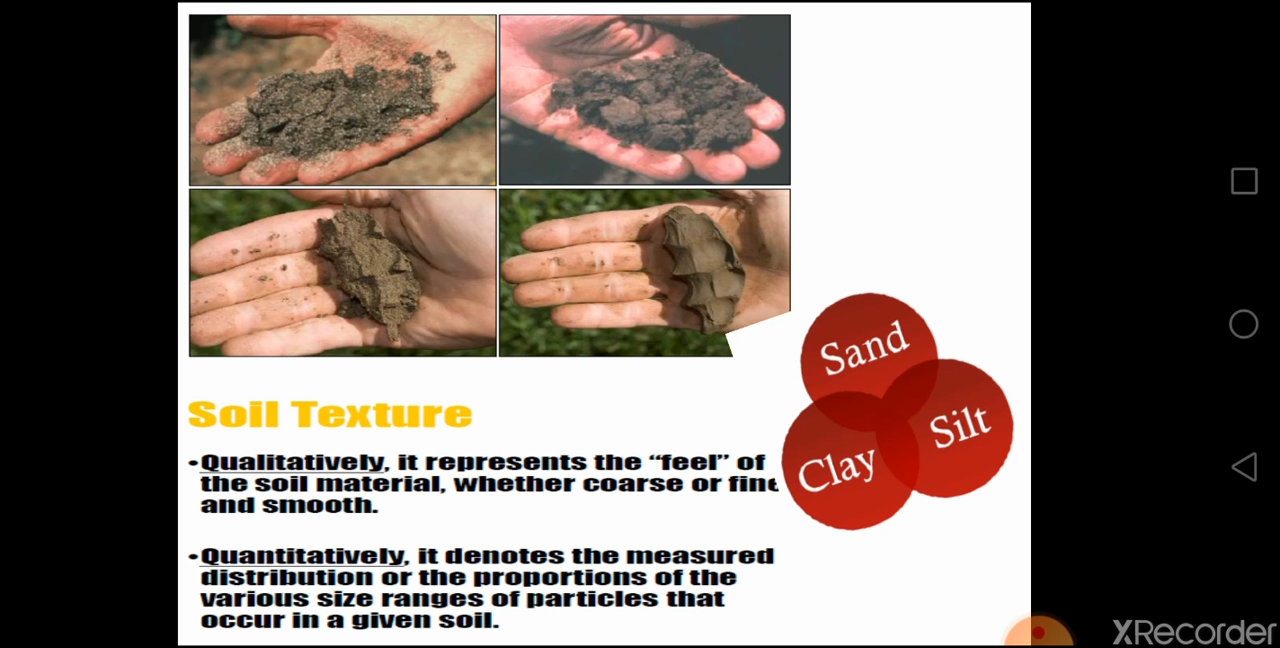 Sand
Silt
Clay
Soil Texture
•Qualitatively, it represents the “feel” of
the soil material, whether coarse or fine
and smooth.
•Quantitatively, it denotes the measured
distribution or the proportions of the
various size ranges of particles that
occur in a given soil.
XRecorder